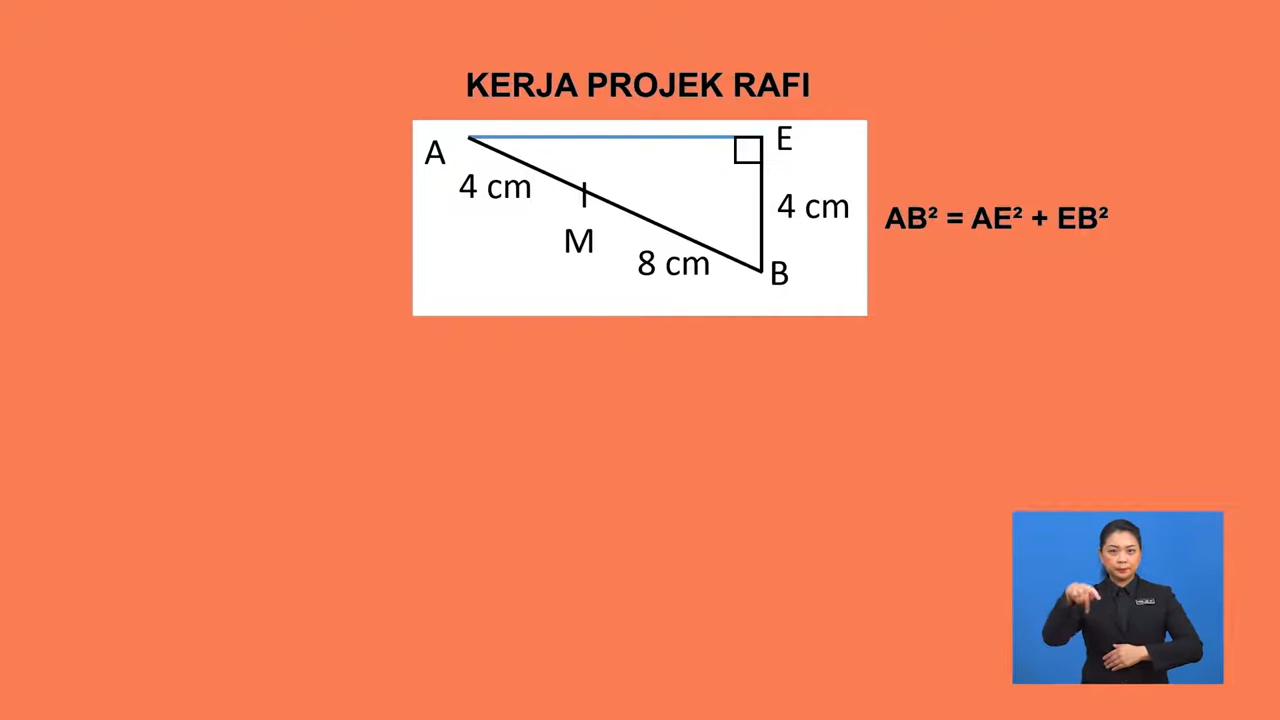 KERJA PROJEK RAFI
A
E
4 cm
4 cm
AB² = AE² + EB²
M
8 cm
B